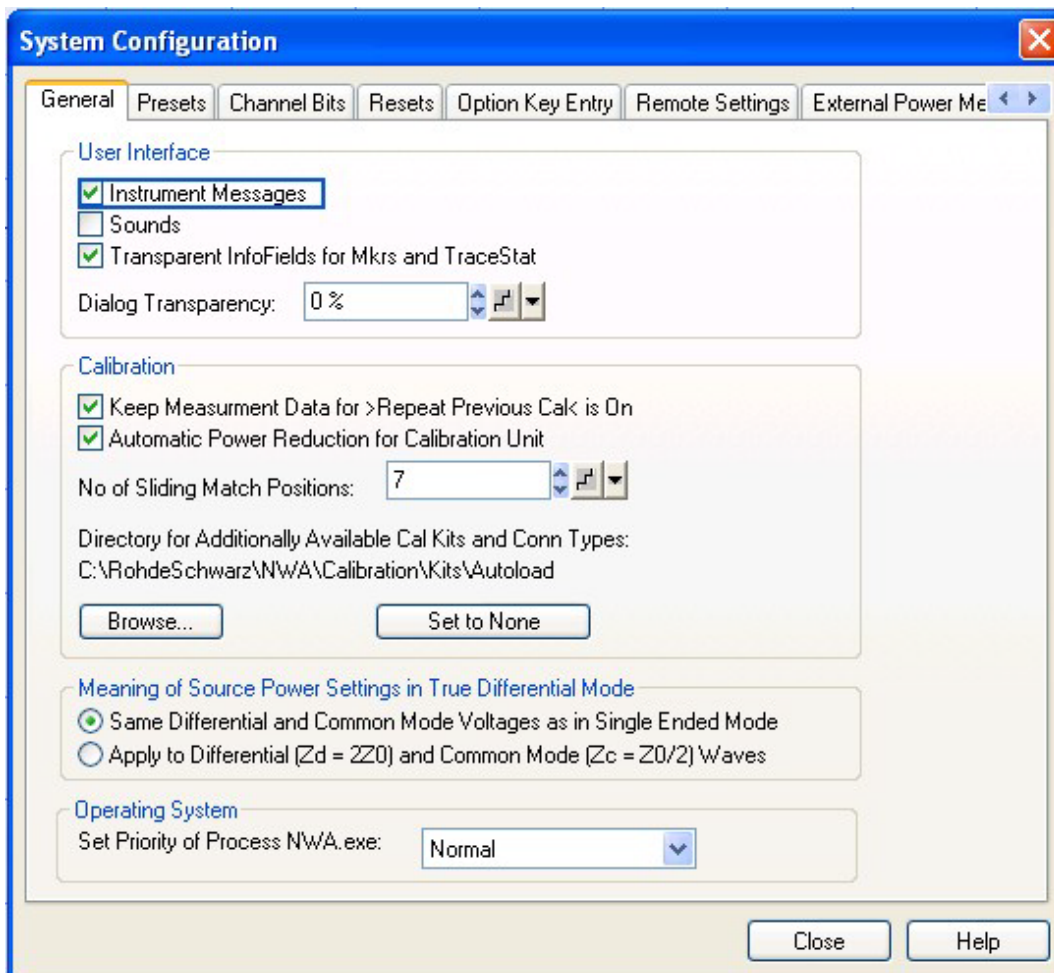 System Configuration
General Presets Channel Bits Resets Option Key Entry Remote Settings External Power Me
User Interface
Instrument Messages
Sounds
Transparent InfoFields for Mkrs and TraceStat
Dialog Transparency: 0 %
Calibration
Keep Measurment Data for >Repeat Previous Cal< is On
Automatic Power Reduction for Calibration Unit
No of Sliding Match Positions: 7
Directory for Additionally Available Cal Kits and Conn Types:
C:\RohdeSchwarz\NWA\Calibration\Kits\Autoload
Browse... Set to None
Meaning of Source Power Settings in True Differential Mode
Same Differential and Common Mode Voltages as in Single Ended Mode
Apply to Differential (Zd = 2Z0) and Common Mode (Zc = Z0/2) Waves
Operating System
Set Priority of Process NWA.exe: Normal
Close Help